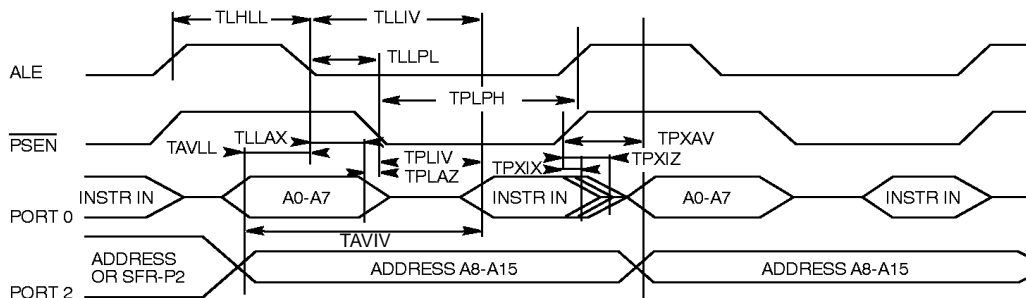 TLHLL
TLLIV
TLLPL
ALE
TPLPH
PSEN
TLLAX
TPXAV
TAVLL
TPLIV
TPXIZ
TPLAZ
TPXIX
INSTR IN
A0-A7
INSTR IN
A0-A7
INSTR IN
PORT 0
TAVIV
ADDRESS
OR SFR-P2
ADDRESS A8-A15
ADDRESS A8-A15
PORT 2